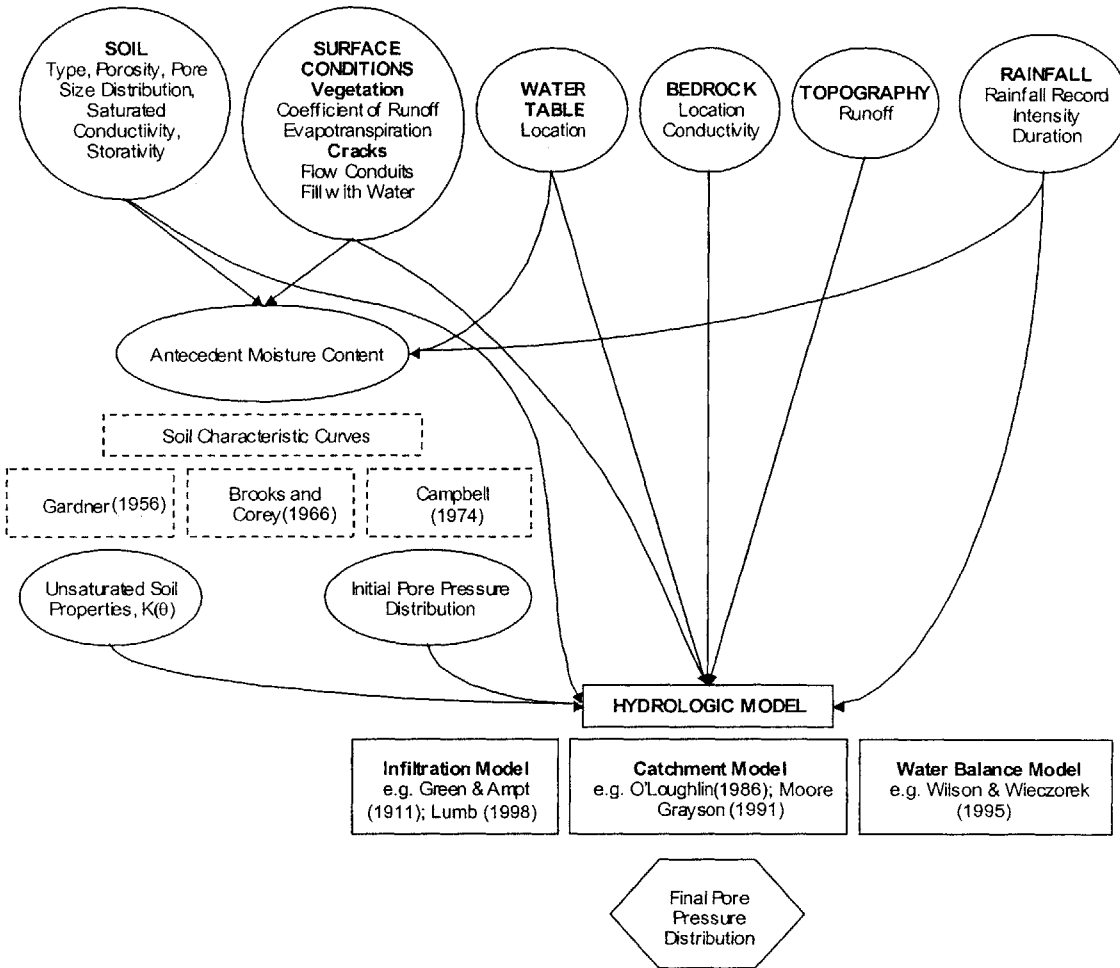 SOIL
Type, Porosity, Pore
Size Distribution,
Saturated
Conductivity,
Storativity
SURFACE
CONDITIONS
Vegetation
Coefficient of Runoff
Evapotranspiration
Cracks
Flow Conduits
Fill with Water
WATER
TABLE
Location
BEDROCK
Location
Conductivity
TOPOGRAPHY
Runoff
RAINFALL
Rainfall Record
Intensity
Duration
Antecedent Moisture Content
Soil Characteristic Curves
Gardner (1956)
Brooks and
Corey (1966)
Campbell
(1974)
Unsaturated Soil
Properties, K(θ)
Initial Pore Pressure
Distribution
HYDROLOGIC MODEL
Infiltration Model
e.g. Green & Ampt
(1911); Lumb (1998)
Catchment Model
e.g. O'Loughlin(1986); Moore
Grayson (1991)
Water Balance Model
e.g. Wilson & Wieczorek
(1995)
Final Pore
Pressure
Distribution